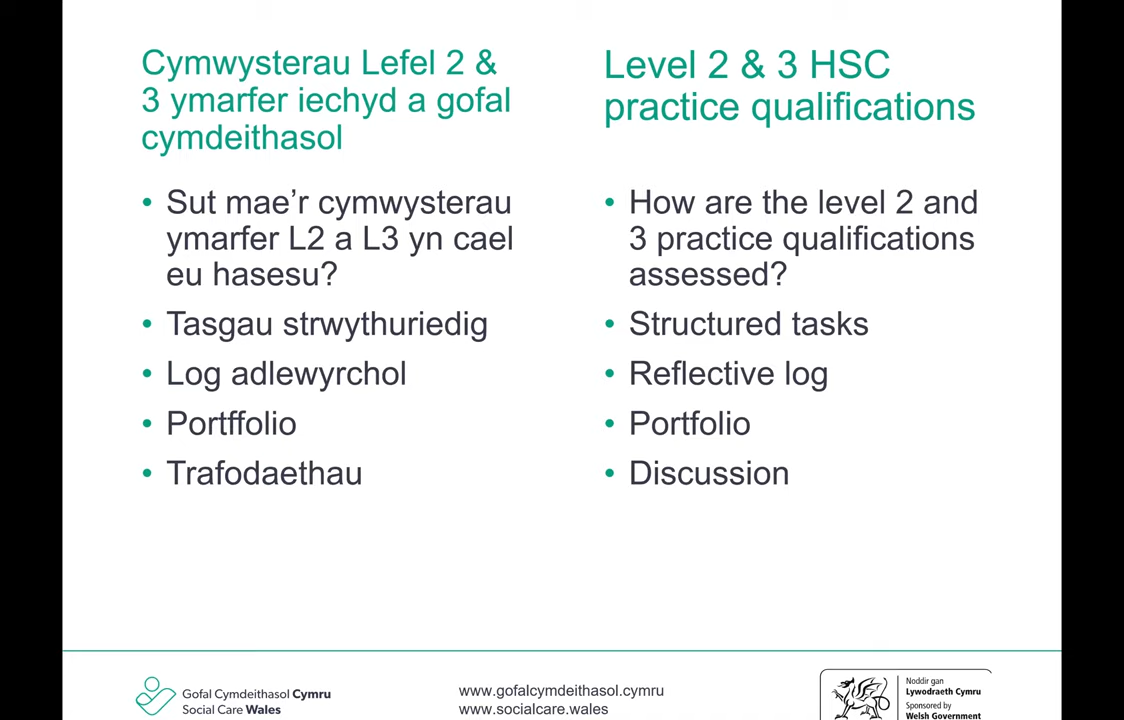 Cymwysterau Lefel 2 &
3 ymarfer iechyd a gofal
cymdeithasol
• Sut mae’r cymwysterau
ymarfer L2 a L3 yn cael
eu hasesu?
• Tasgau strwythuriedig
• Log adlewyrchol
• Portffolio
• Trafodaethau
Level 2 & 3 HSC
practice qualifications
• How are the level 2 and
3 practice qualifications
assessed?
• Structured tasks
• Reflective log
• Portfolio
• Discussion
Gofal Cymdeithasol Cymru
Social Care Wales
www.gofalcymdeithasol.cymru
www.socialcare.wales
Noddir gan
Lywodraeth Cymru
Sponsored by
Welsh Government